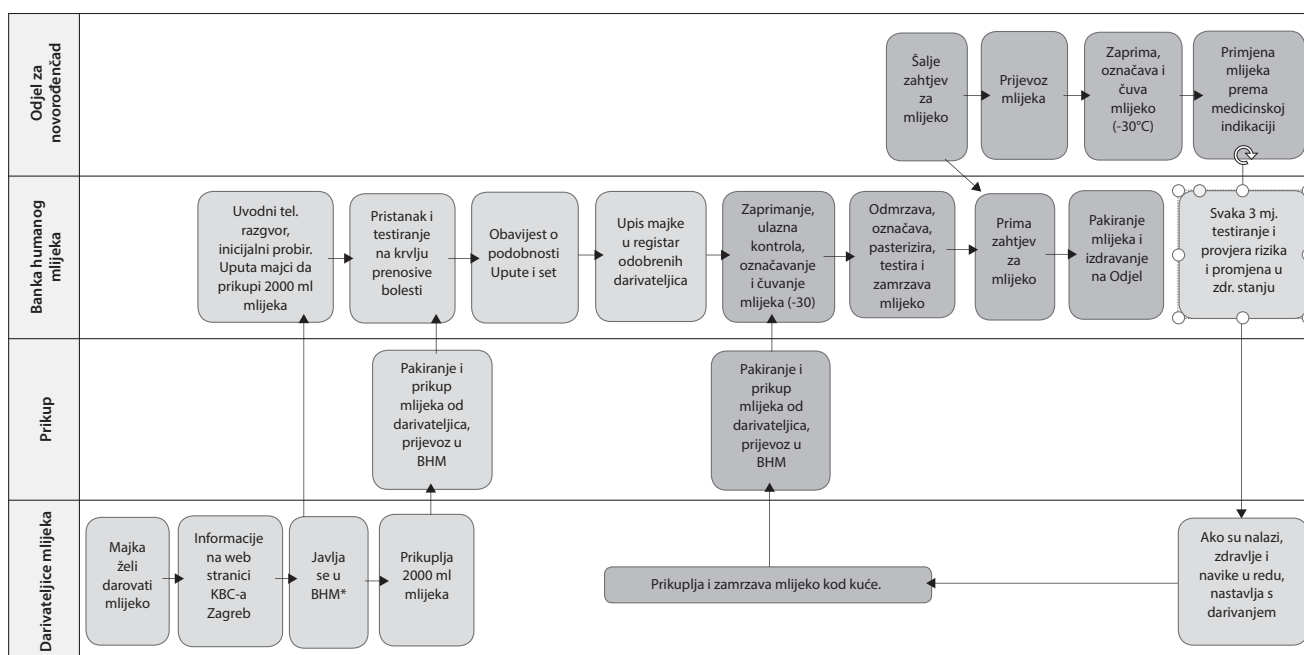 Odjel za
novorođenčad
Šalje
zahtjev
za
mlijeko
Prijevoz
mlijeka
Zaprima,
označava i
čuva
mlijeko
(-30°C)
Primjena
mlijeka
prema
medicinskoj
indikaciji
Banka humanog
mlijeka
Uvodni tel.
razgvor,
inicijalni probir.
Uputa majci da
prikupi 2000 ml
mlijeka
Pristanak i
testiranje
na krvlju
prenosive
bolesti
Obavijest o
podobnosti
Upute i set
Upis majke
u registar
odobrenih
darivateljica
Zaprimanje,
ulazna
kontrola,
označavanje
i čuvanje
mlijeka (-30)
Odmrzava,
označava,
pasterizira,
testira i
zamrzava
mlijeko
Prima
zahtjev
za
mlijeko
Pakiranje
mlijeka i
izdravanje
na Odjel
Svaka 3 mj.
testiranje i
provjera rizika
i promjena u
zdr. stanju
Prikup
Pakiranje i
prikup
mlijeka od
darivateljica,
prijevoz u
BHM
Pakiranje i
prikup
mlijeka od
darivateljica,
prijevoz u
BHM
Darivateljice mlijeka
Majka
želi
darovati
mlijeko
Informacije
na web
stranici
KBC-a
Zagreb
Javlja
se u
BHM*
Prikuplja
2000 ml
mlijeka
Prikuplja i zamrzava mlijeko kod kuće.
Ako su nalazi,
zdravlje i
navike u redu,
nastavlja s
darivanjem